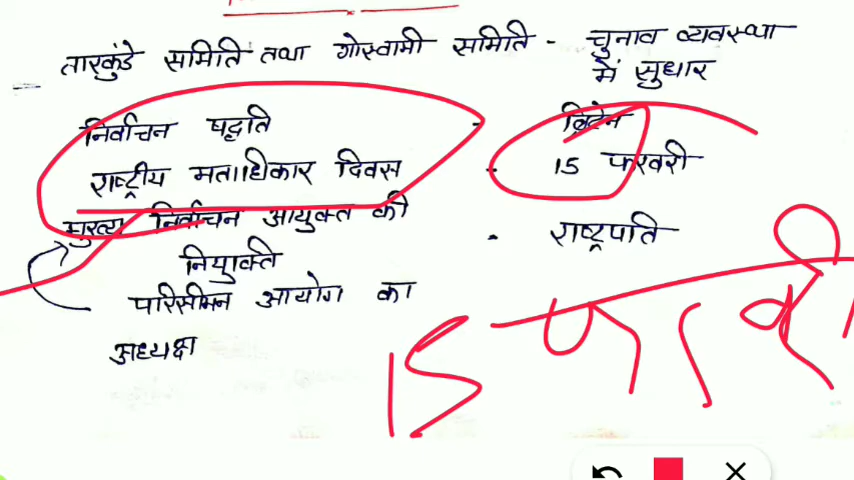 तारकुंडे समिति तथा गोस्वामी समिति - चुनाव व्यवस्था
में सुधार
निर्वाचन पद्धति - ब्रिटेन
राष्ट्रीय मताधिकार दिवस - 15 फरवरी
मुख्य निर्वाचन आयुक्त की - राष्ट्रपति
नियुक्ति
परिसीमन आयोग का
अध्यक्ष
15 फरवरी